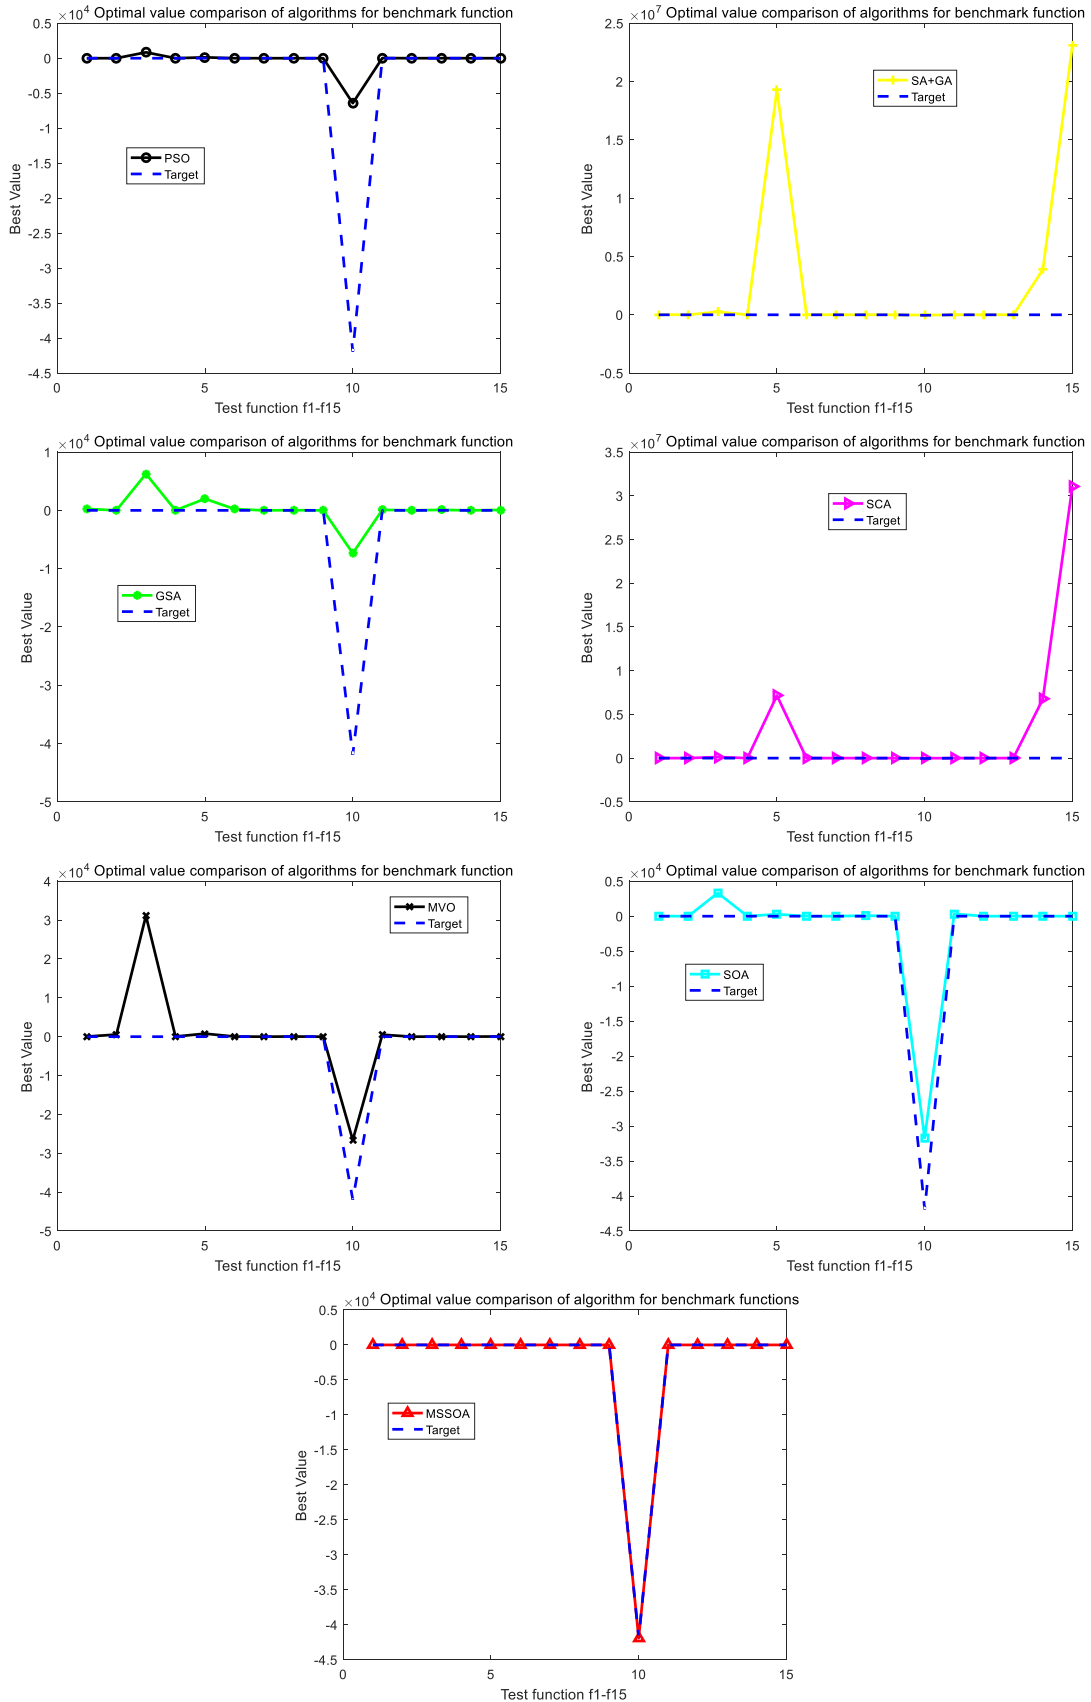 ×10^4 Optimal value comparison of algorithms for benchmark function
0.5
0
-0.5
-1
-1.5
-2
-2.5
-3
-3.5
-4
-4.5
Best Value
PSO
Target
0 5 10 15
Test function f1-f15
×10^7 Optimal value comparison of algorithms for benchmark function
2.5
2
1.5
1
0.5
0
-0.5
Best Value
SA+GA
Target
0 5 10 15
Test function f1-f15
×10^4 Optimal value comparison of algorithms for benchmark function
1
0
-1
-2
-3
-4
-5
Best Value
GSA
Target
0 5 10 15
Test function f1-f15
×10^7 Optimal value comparison of algorithms for benchmark function
3.5
3
2.5
2
1.5
1
0.5
0
-0.5
Best Value
SCA
Target
0 5 10 15
Test function f1-f15
×10^4 Optimal value comparison of algorithms for benchmark function
4
3
2
1
0
-1
-2
-3
-4
-5
Best Value
MVO
Target
0 5 10 15
Test function f1-f15
×10^4 Optimal value comparison of algorithms for benchmark function
0.5
0
-0.5
-1
-1.5
-2
-2.5
-3
-3.5
-4
-4.5
Best Value
SOA
Target
0 5 10 15
Test function f1-f15
×10^4 Optimal value comparison of algorithm for benchmark functions
0.5
0
-0.5
-1
-1.5
-2
-2.5
-3
-3.5
-4
-4.5
Best Value
MSSOA
Target
0 5 10 15
Test function f1-f15